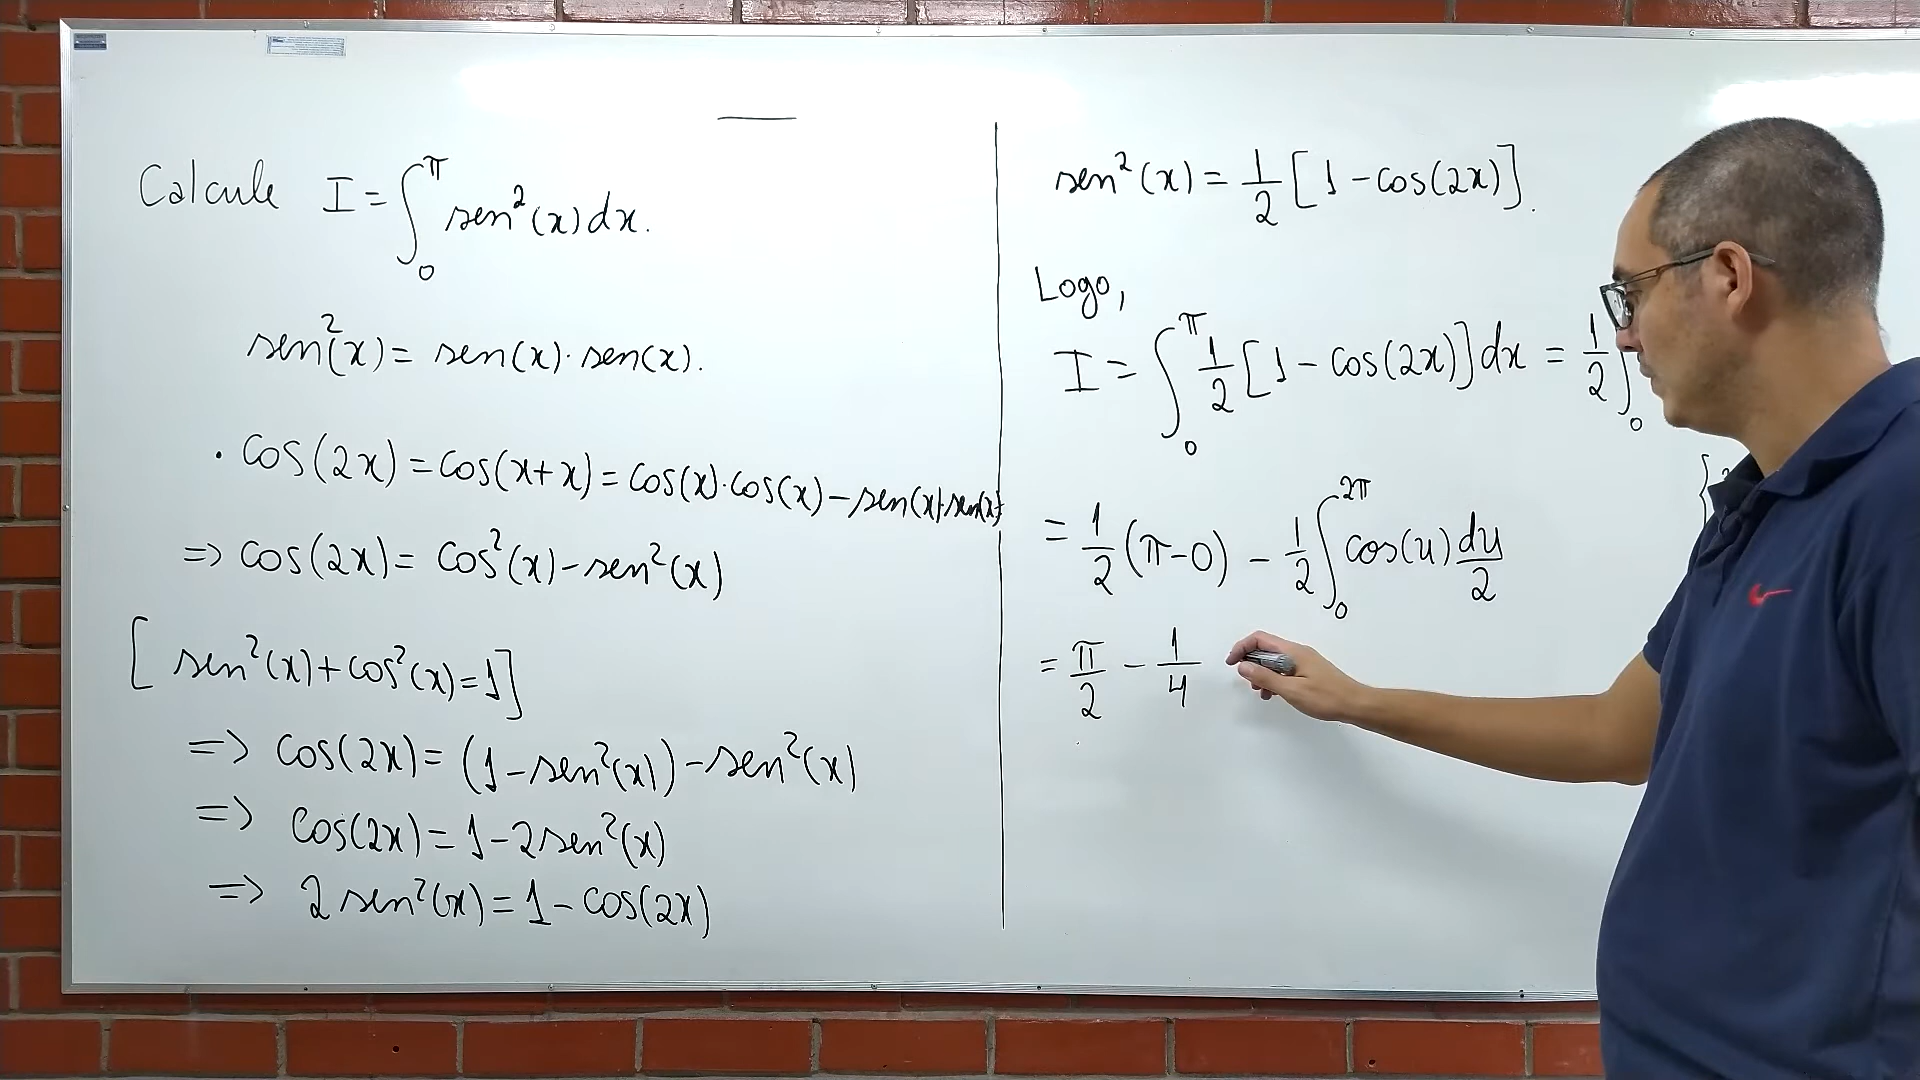 Calcule I = ∫₀^π sen²(x) dx.
sen²(x) = sen(x)·sen(x).
· cos(2x) = cos(x+x) = cos(x)·cos(x) − sen(x)·sen(x)
=> cos(2x) = cos²(x) − sen²(x)
[sen²(x) + cos²(x) = 1]
=> cos(2x) = (1 − sen²(x)) − sen²(x)
=> cos(2x) = 1 − 2sen²(x)
=> 2sen²(x) = 1 − cos(2x)
sen²(x) = 1/2 [1 − cos(2x)].
Logo,
I = ∫₀^π 1/2 [1 − cos(2x)] dx = 1/2 ∫₀
= 1/2 (π − 0) − 1/2 ∫₀^2π cos(u) du/2
= π/2 − 1/4